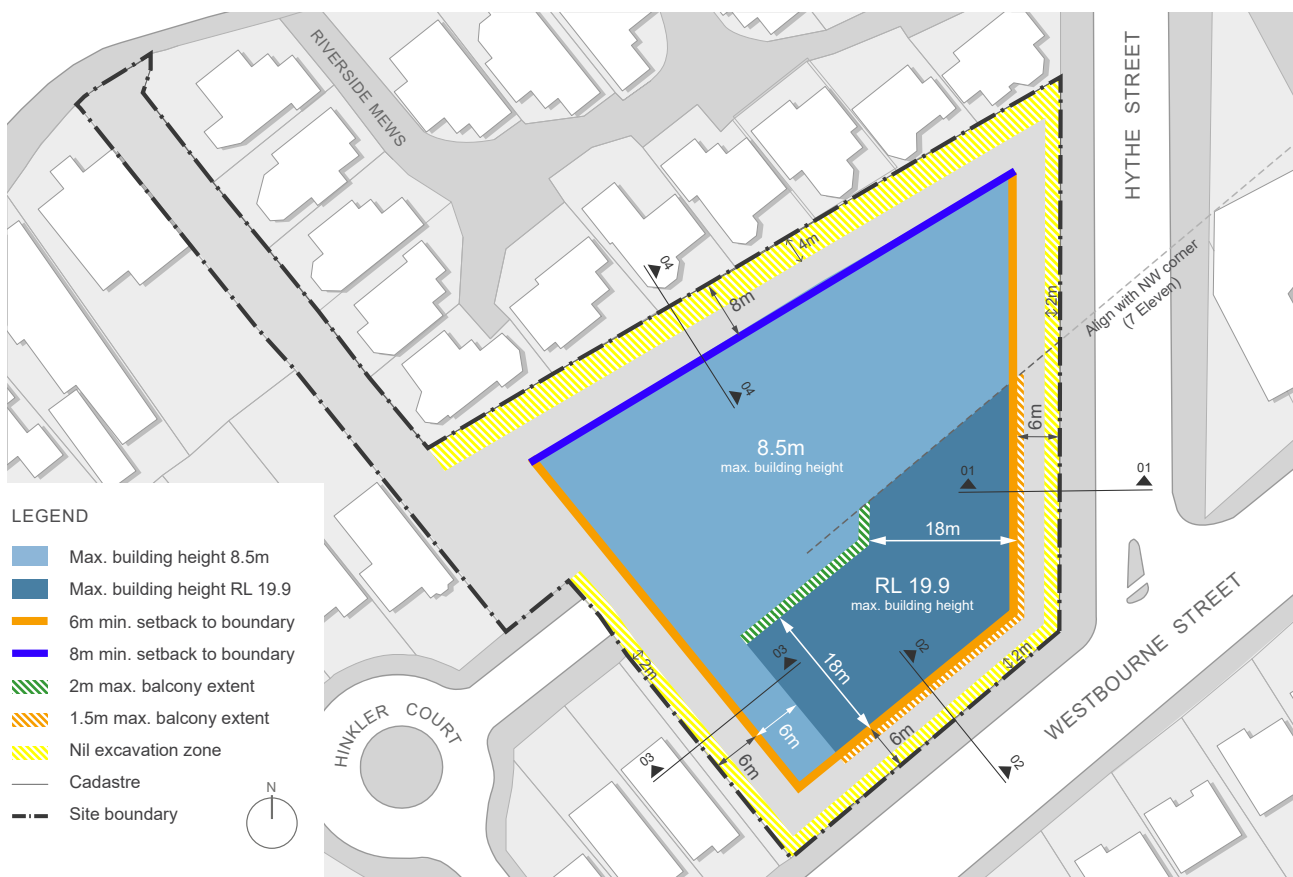 RIVERSIDE MEWS
HYTHE STREET
4m
04
8m
04
2m
Align with NW corner
(7 Eleven)
6m
8.5m
max. building height
01
01
18m
RL 19.9
max. building height
02
03
18m
2m
2m
WESTBOURNE STREET
6m
6m
6m
03
02
HINKLER COURT
LEGEND
Max. building height 8.5m
Max. building height RL 19.9
6m min. setback to boundary
8m min. setback to boundary
2m max. balcony extent
1.5m max. balcony extent
Nil excavation zone
Cadastre
Site boundary
N